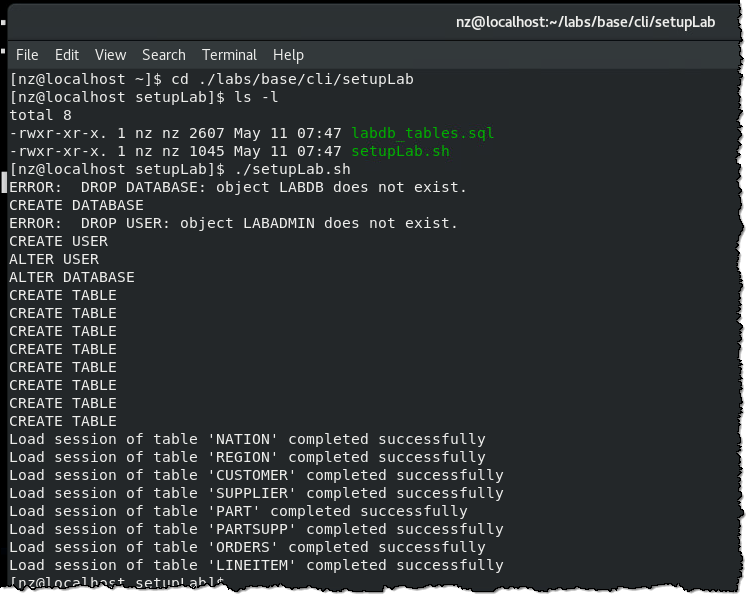 nz@localhost:~/labs/base/cli/setupLab
File Edit View Search Terminal Help
[nz@localhost ~]$ cd ./labs/base/cli/setupLab
[nz@localhost setupLab]$ ls -l
total 8
-rwxr-xr-x. 1 nz nz 2607 May 11 07:47 labdb_tables.sql
-rwxr-xr-x. 1 nz nz 1045 May 11 07:47 setupLab.sh
[nz@localhost setupLab]$ ./setupLab.sh
ERROR:  DROP DATABASE: object LABDB does not exist.
CREATE DATABASE
ERROR:  DROP USER: object LABADMIN does not exist.
CREATE USER
ALTER USER
ALTER DATABASE
CREATE TABLE
CREATE TABLE
CREATE TABLE
CREATE TABLE
CREATE TABLE
CREATE TABLE
CREATE TABLE
CREATE TABLE
Load session of table 'NATION' completed successfully
Load session of table 'REGION' completed successfully
Load session of table 'CUSTOMER' completed successfully
Load session of table 'SUPPLIER' completed successfully
Load session of table 'PART' completed successfully
Load session of table 'PARTSUPP' completed successfully
Load session of table 'ORDERS' completed successfully
Load session of table 'LINEITEM' completed successfully
[nz@localhost setupLab]$